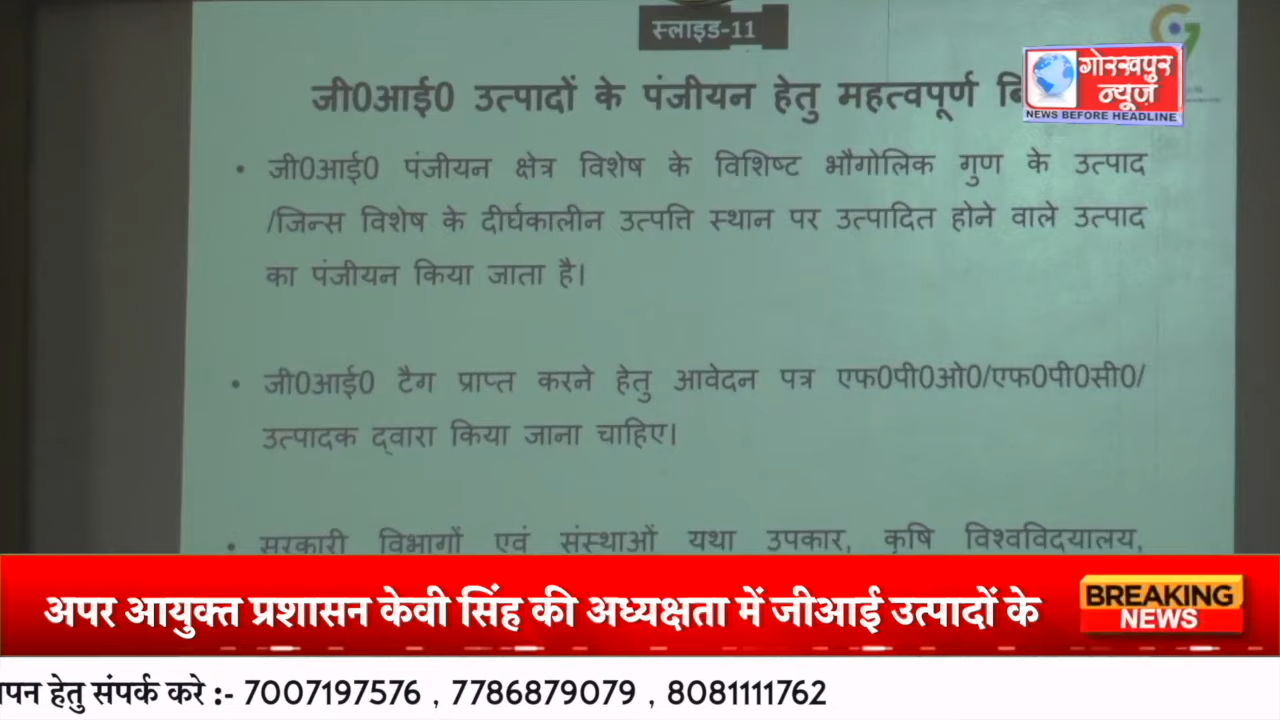 स्लाइड-11
जी0आई0 उत्पादों के पंजीयन हेतु महत्वपूर्ण
गोरखपुर
न्यूज़
NEWS BEFORE HEADLINE
• जी0आई0 पंजीयन क्षेत्र विशेष के विशिष्ट भौगोलिक गुण के उत्पाद
/जिन्स विशेष के दीर्घकालीन उत्पत्ति स्थान पर उत्पादित होने वाले उत्पाद
का पंजीयन किया जाता है।
• जी0आई0 टैग प्राप्त करने हेतु आवेदन पत्र एफ0पी0ओ0/एफ0पी0सी0/
उत्पादक द्वारा किया जाना चाहिए।
• सरकारी विभागों एवं संस्थाओं यथा उपकार, कृषि विश्वविद्यालय,
अपर आयुक्त प्रशासन केवी सिंह की अध्यक्षता में जीआई उत्पादों के
BREAKING
NEWS
हेतु संपर्क करे :- 7007197576 , 7786879079 , 8081111762